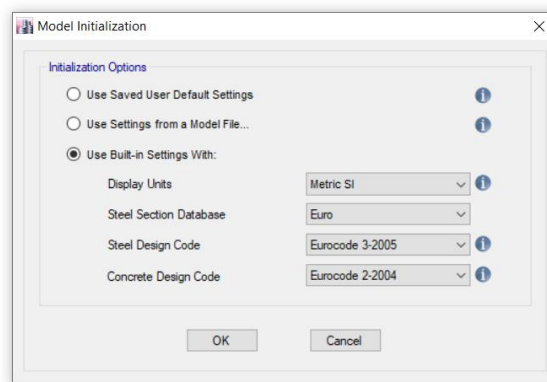 Model Initialization
Initialization Options
Use Saved User Default Settings
Use Settings from a Model File...
Use Built-in Settings With:
Display Units Metric SI
Steel Section Database Euro
Steel Design Code Eurocode 3-2005
Concrete Design Code Eurocode 2-2004
OK Cancel